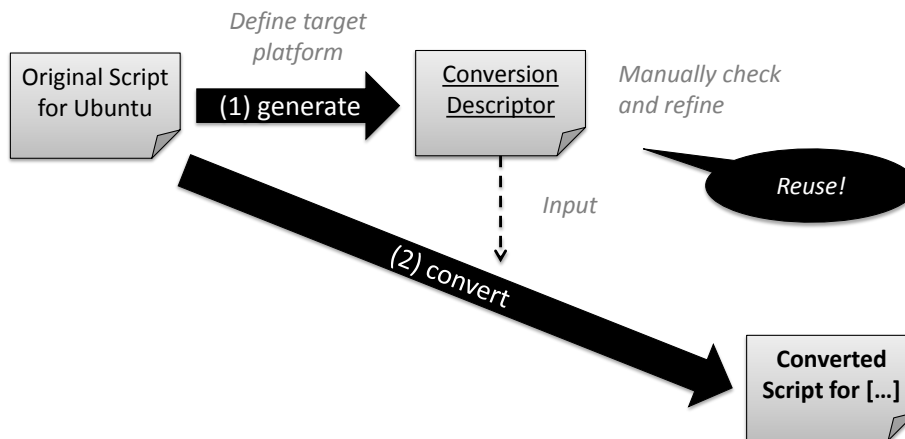 Define target
platform
Original Script
for Ubuntu
(1) generate
Conversion
Descriptor
Manually check
and refine
Reuse!
Input
(2) convert
Converted
Script for […]